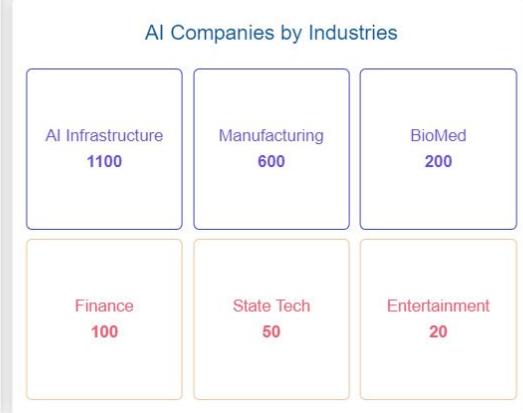 AI Companies by Industries
AI Infrastructure
1100
Manufacturing
600
BioMed
200
Finance
100
State Tech
50
Entertainment
20